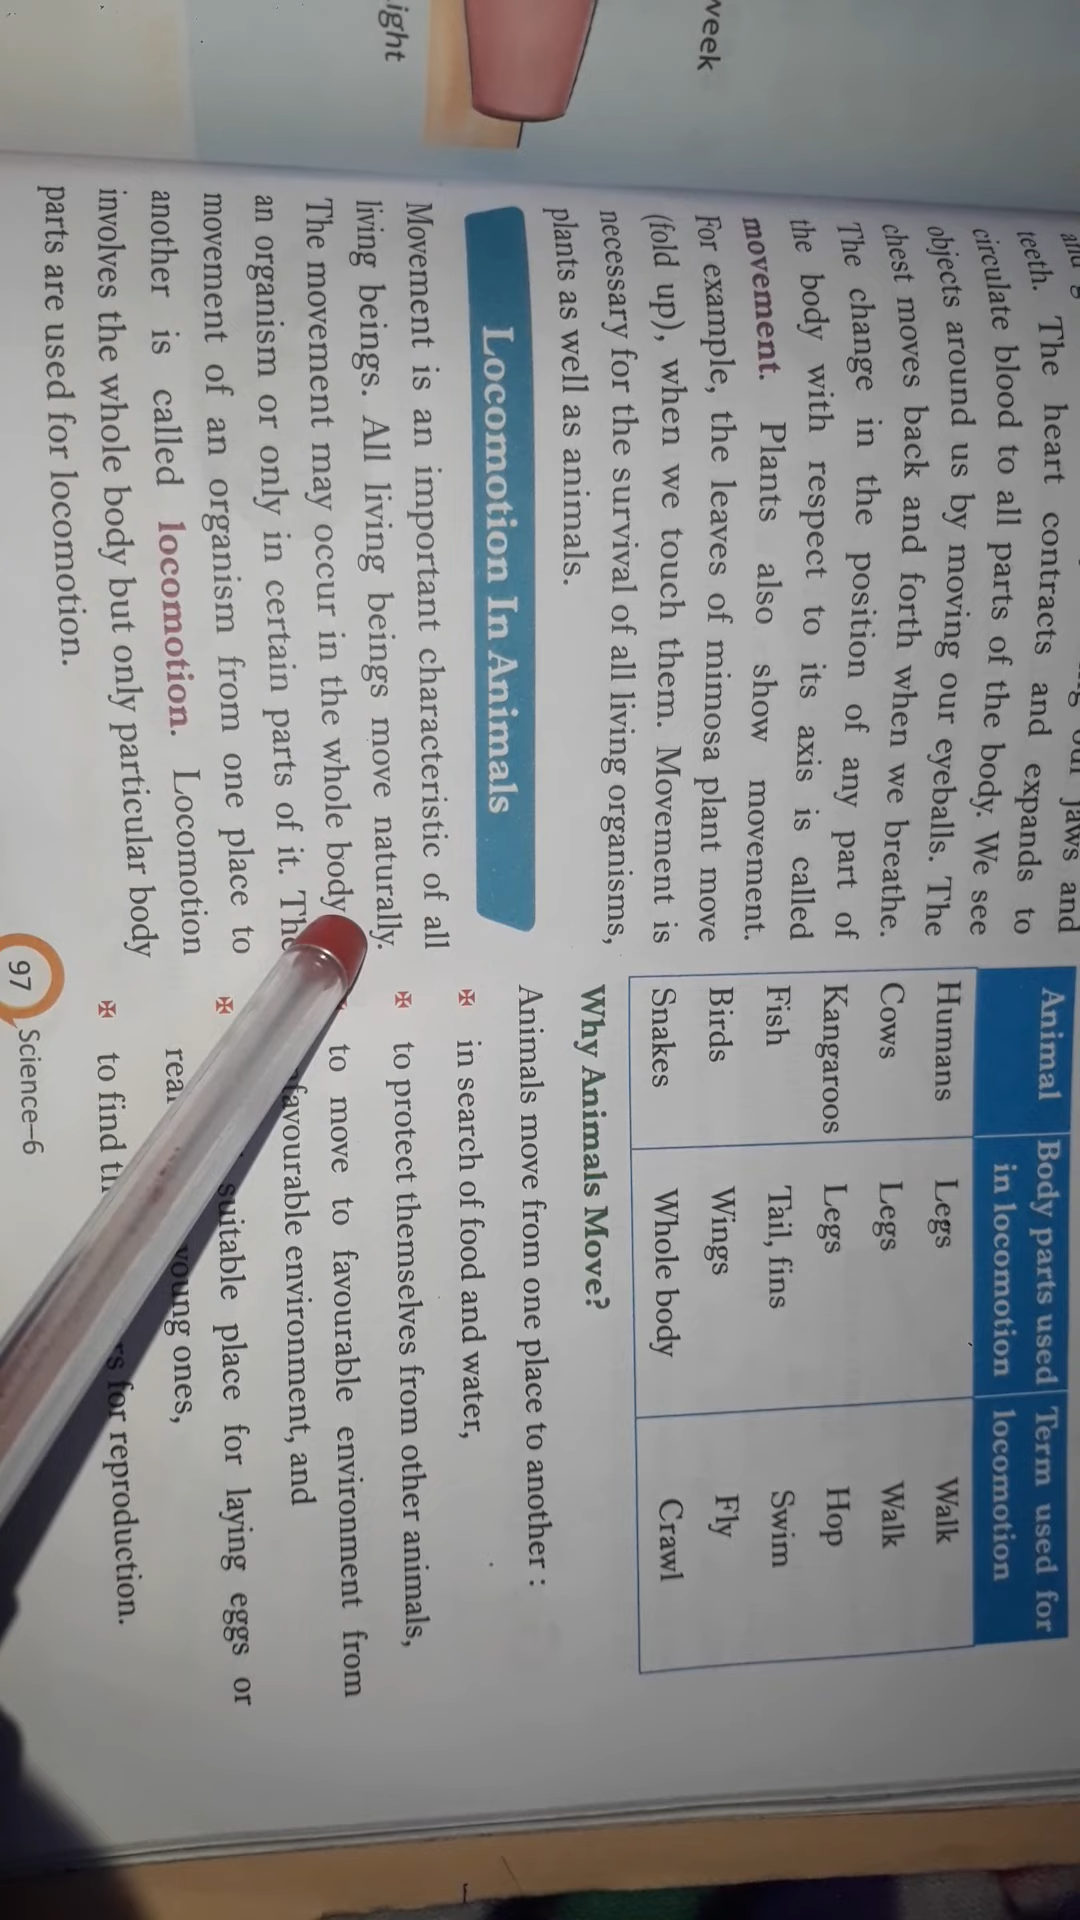 week
ight
teeth. The heart contracts and expands to
circulate blood to all parts of the body. We see
objects around us by moving our eyeballs. The
chest moves back and forth when we breathe.
The change in the position of any part of
the body with respect to its axis is called
movement. Plants also show movement.
For example, the leaves of mimosa plant move
(fold up), when we touch them. Movement is
necessary for the survival of all living organisms,
plants as well as animals.
Locomotion In Animals
Movement is an important characteristic of all
living beings. All living beings move naturally.
The movement may occur in the whole body
an organism or only in certain parts of it. The
movement of an organism from one place to
another is called locomotion. Locomotion
involves the whole body but only particular body
parts are used for locomotion.
Animal Body parts used in locomotion Term used for locomotion
Humans Legs Walk
Cows Legs Walk
Kangaroos Legs Hop
Fish Tail, fins Swim
Birds Wings Fly
Snakes Whole body Crawl
Why Animals Move?
Animals move from one place to another :
in search of food and water,
to protect themselves from other animals,
to move to favourable environment from
favourable environment, and
suitable place for laying eggs or
young ones,
to find for reproduction.
97 Science–6